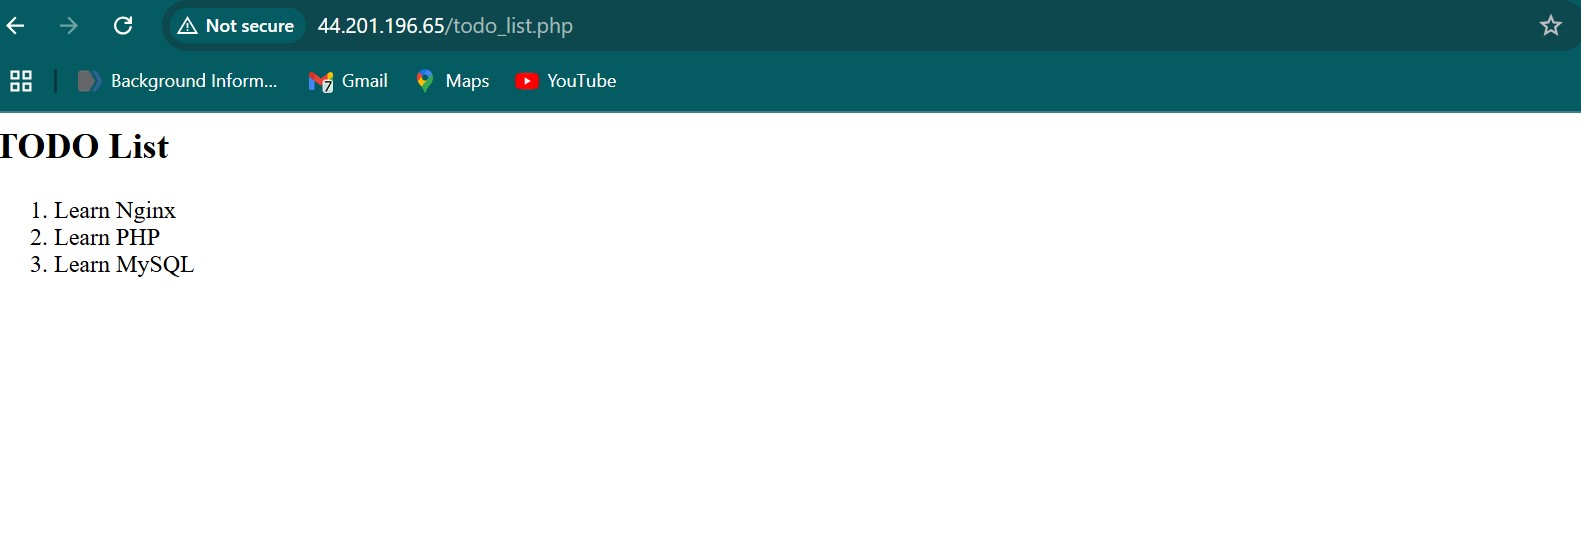 Not secure 44.201.196.65/todo_list.php
Background Inform... 7 Gmail Maps YouTube
TODO List
1. Learn Nginx
2. Learn PHP
3. Learn MySQL